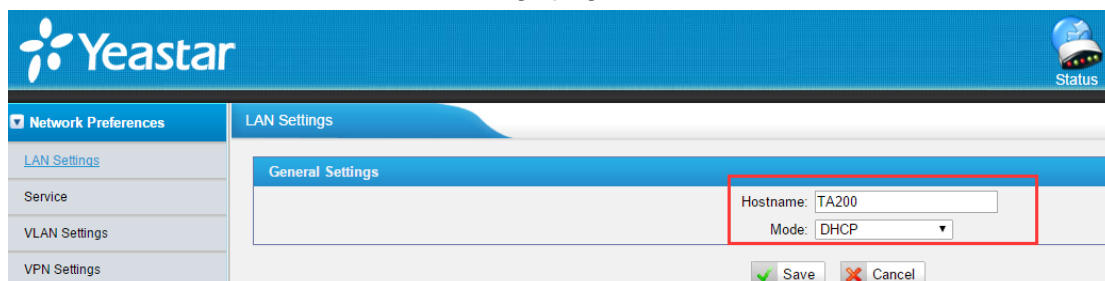 Yeastar
Status
Network Preferences
LAN Settings
LAN Settings
General Settings
Service
Hostname: TA200
VLAN Settings
Mode: DHCP
VPN Settings
Save Cancel